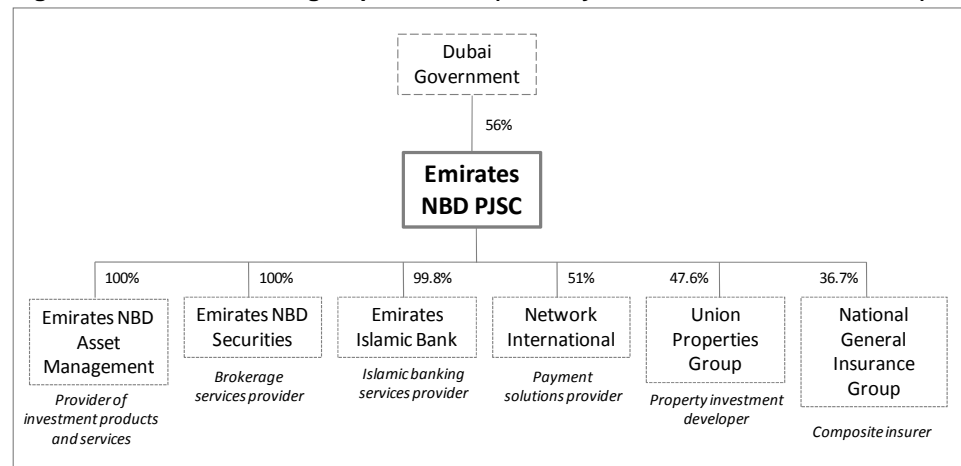 Dubai
Government
56%
Emirates
NBD PJSC
100%
100%
99.8%
51%
47.6%
36.7%
Emirates NBD
Asset
Management
Provider of
investment products
and services
Emirates NBD
Securities
Brokerage
services provider
Emirates
Islamic Bank
Islamic banking
services provider
Network
International
Payment
solutions provider
Union
Properties
Group
Property investment
developer
National
General
Insurance
Group
Composite insurer